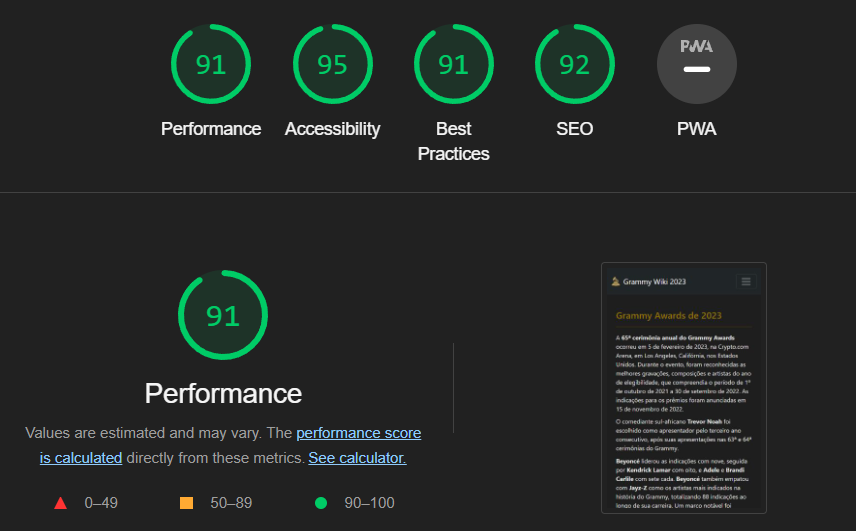 91
95
91
92
PWA
Performance
Accessibility
Best
Practices
SEO
PWA
91
Performance
Values are estimated and may vary. The performance score
is calculated directly from these metrics. See calculator.
0–49
50–89
90–100
Grammy Wiki 2023
Grammy Awards de 2023
A 65ª cerimônia anual do Grammy Awards
ocorreu em 5 de fevereiro de 2023, na Crypto.com
Arena, em Los Angeles, Califórnia, nos Estados
Unidos. Durante o evento, foram reconhecidas as
melhores gravações, composições e artistas do ano
de elegibilidade, que compreendia o período de 1º
de outubro de 2021 a 30 de setembro de 2022. As
indicações para os prêmios foram anunciadas em
15 de novembro de 2022.
O comediante sul-africano Trevor Noah foi
escolhido como apresentador pelo terceiro ano
consecutivo, após suas apresentações nas 63ª e 64ª
cerimônias do Grammy.
Beyoncé liderou as indicações com nove, seguida
por Kendrick Lamar com oito, e Adele e Brandi
Carlile com sete cada. Beyoncé também empatou
com Jay-Z como os artistas mais indicados na
história do Grammy, totalizando 88 indicações ao
longo de sua carreira. Um marco notável foi